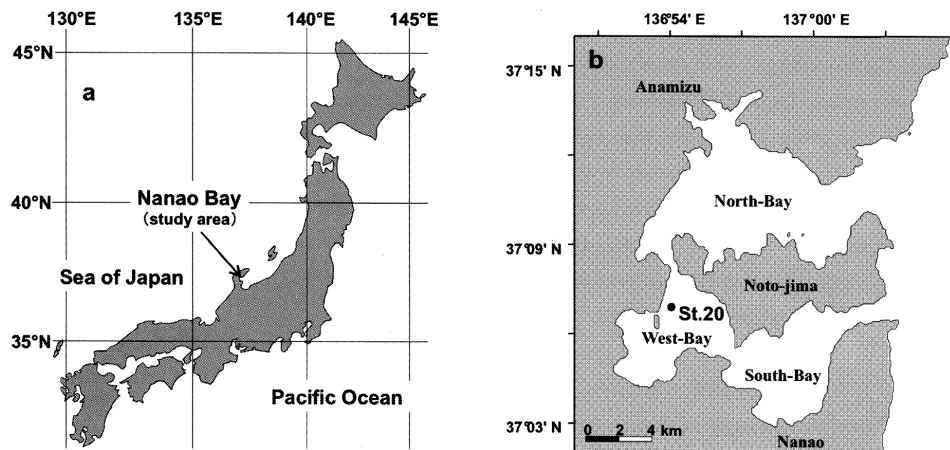 130°E 135°E 140°E 145°E
45°N
a
40°N
Nanao Bay
(study area)
Sea of Japan
35°N
Pacific Ocean
136°54' E 137°00' E
37°15' N
b
Anamizu
North-Bay
37°09' N
Noto-jima
St.20
West-Bay
South-Bay
0 2 4 km
37°03' N
Nanao